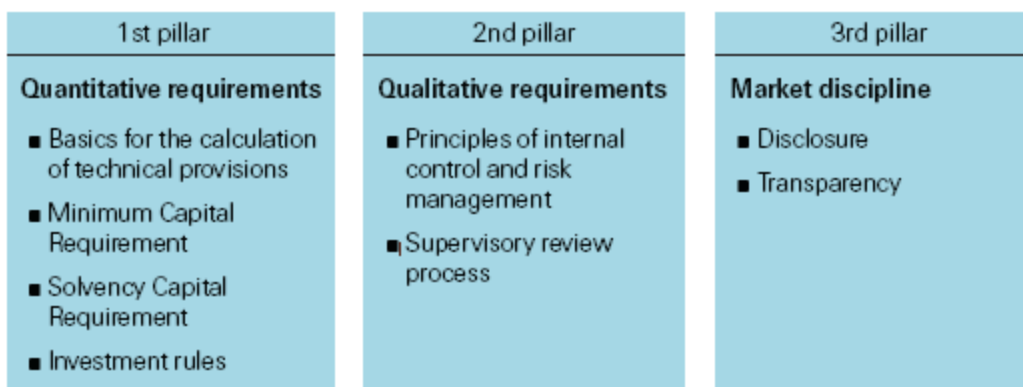 1st pillar
Quantitative requirements
■ Basics for the calculation
of technical provisions
■ Minimum Capital
Requirement
■ Solvency Capital
Requirement
■ Investment rules
2nd pillar
Qualitative requirements
■ Principles of internal
control and risk
management
■ Supervisory review
process
3rd pillar
Market discipline
■ Disclosure
■ Transparency